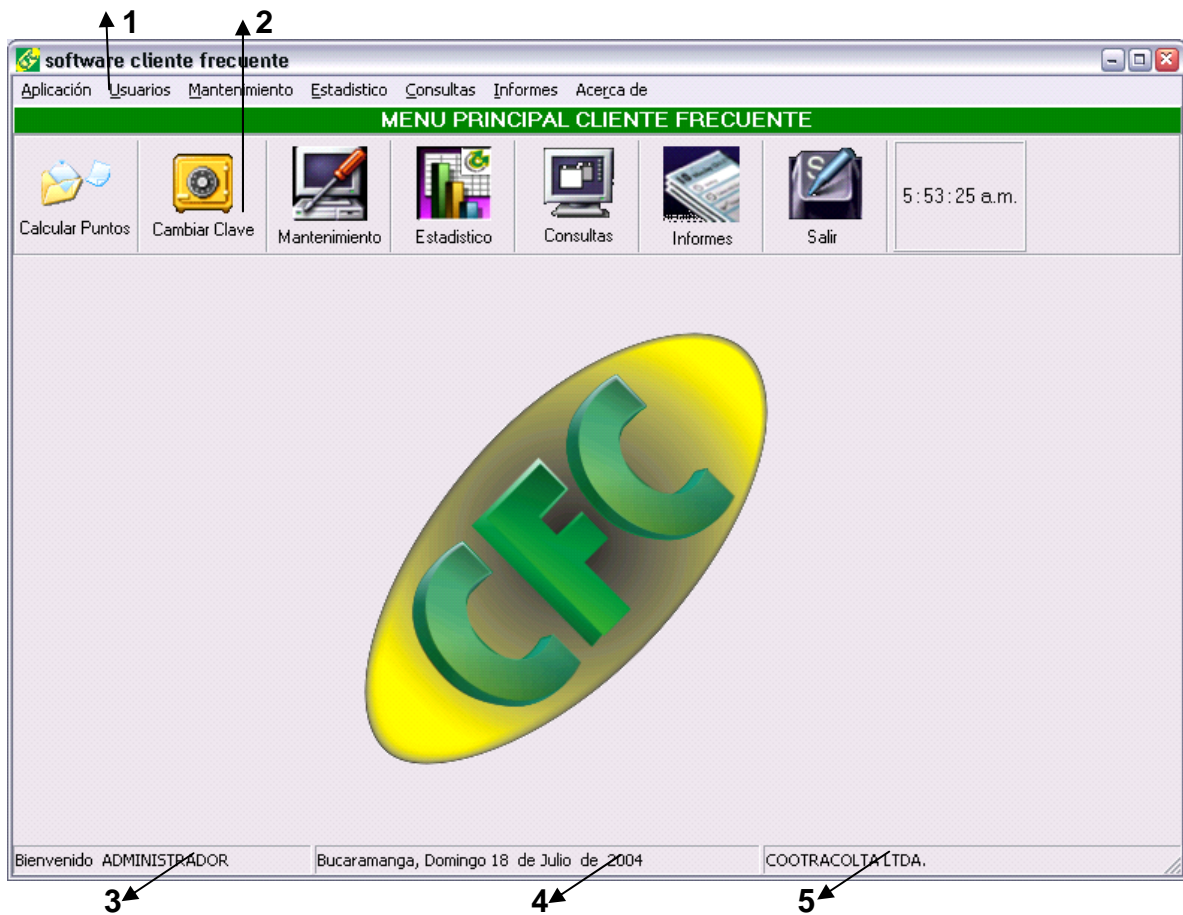 1 2
software cliente frecuente
Aplicación Usuarios Mantenimiento Estadistico Consultas Informes Acerca de
MENU PRINCIPAL CLIENTE FRECUENTE
S
5:53:25 a.m.
Calcular Puntos Cambiar Clave Mantenimiento Estadistico Consultas Informes Salir
CFC
Bienvenido ADMINISTRADOR Bucaramanga, Domingo 18 de Julio de 2004 COOTRACOLTA LTDA.
3 4 5